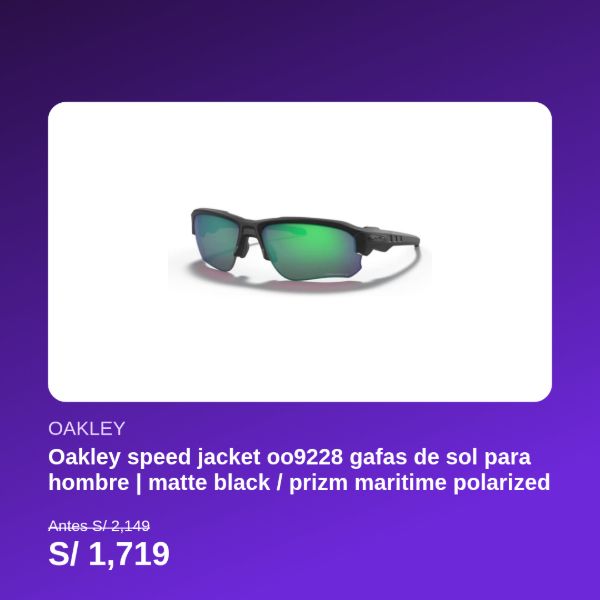 OAKLEY
Oakley speed jacket oo9228 gafas de sol para
hombre | matte black / prizm maritime polarized
Antes S/ 2,149
S/ 1,719